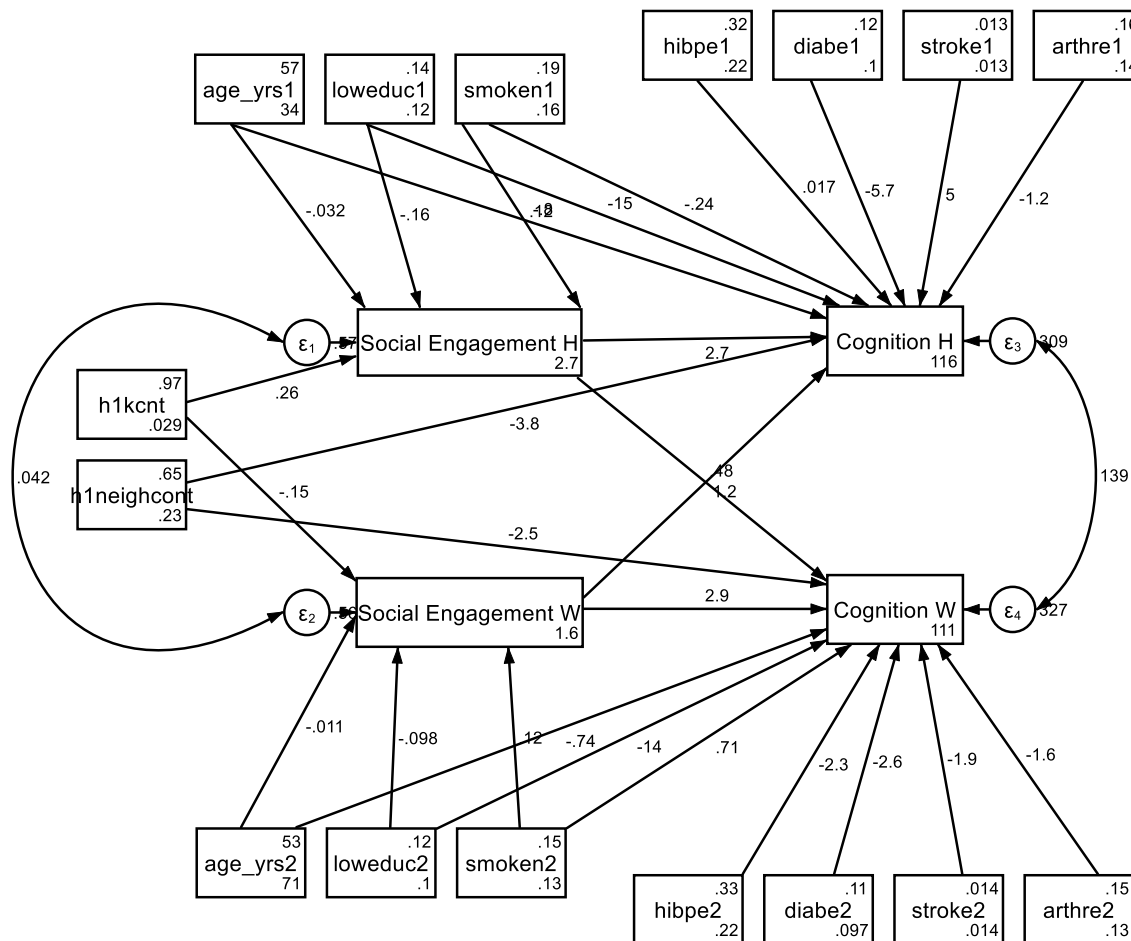 .32
hibpe1
.22
.12
diabe1
.1
.013
stroke1
.013
arthre1
57
age_yrs1
34
.14
loweduc1
.12
.19
smoken1
.16
-.032
-.16
-15
-.24
.017
-5.7
5
-1.2
ε1
Social Engagement H
2.7
2.7
Cognition H
116
ε3
.97
h1kcnt
.029
.26
-3.8
.042
.65
h1neighcont
.23
-.15
.48
1.2
139
-2.5
ε2
Social Engagement W
1.6
2.9
Cognition W
111
ε4
-.011
-.098
-.74
-14
.71
-2.3
-2.6
-1.9
-1.6
53
age_yrs2
71
.12
loweduc2
.1
.15
smoken2
.13
.33
hibpe2
.22
.11
diabe2
.097
.014
stroke2
.014
.15
arthre2
.13